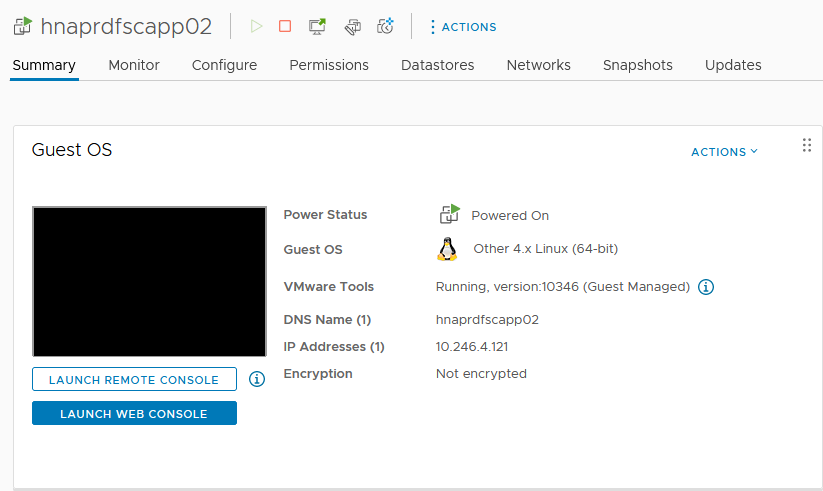 hnaprdfscapp02 ACTIONS
Summary Monitor Configure Permissions Datastores Networks Snapshots Updates
Guest OS ACTIONS
Power Status Powered On
Guest OS Other 4.x Linux (64-bit)
VMware Tools Running, version:10346 (Guest Managed)
DNS Name (1) hnaprdfscapp02
IP Addresses (1) 10.246.4.121
Encryption Not encrypted
LAUNCH REMOTE CONSOLE
LAUNCH WEB CONSOLE